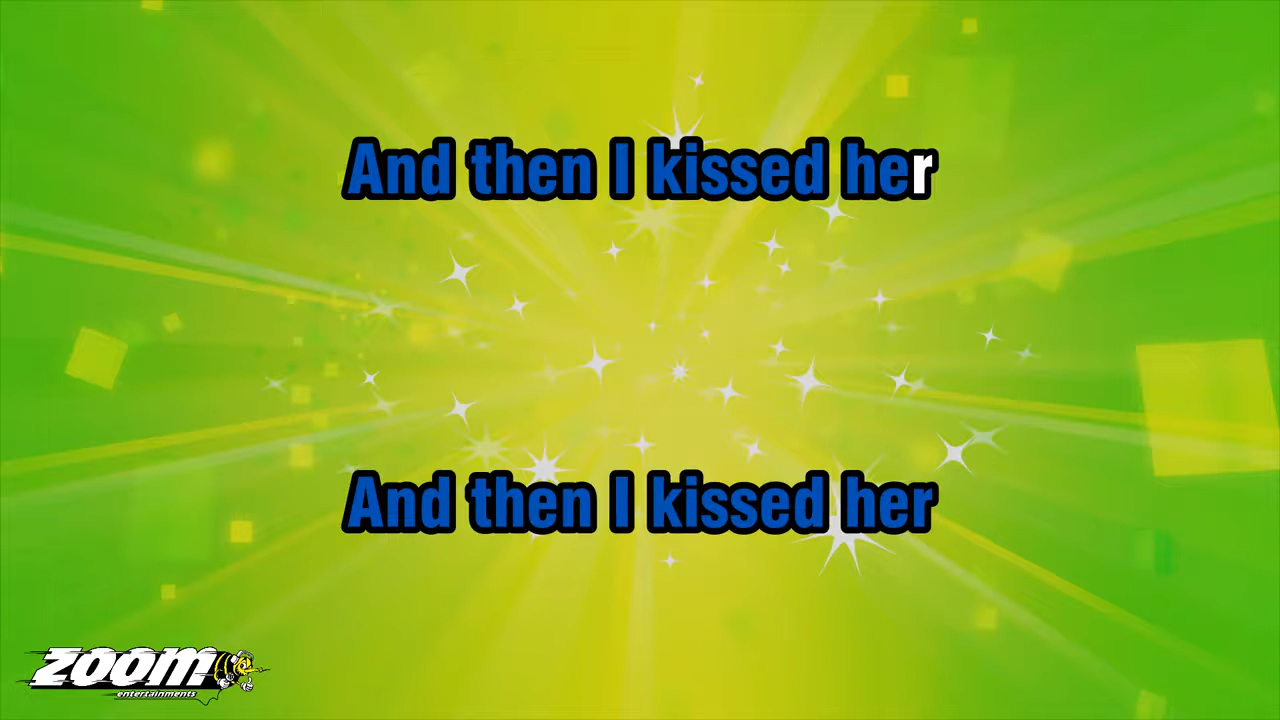 And then I kissed her
And then I kissed her
ZOOM
entertainments